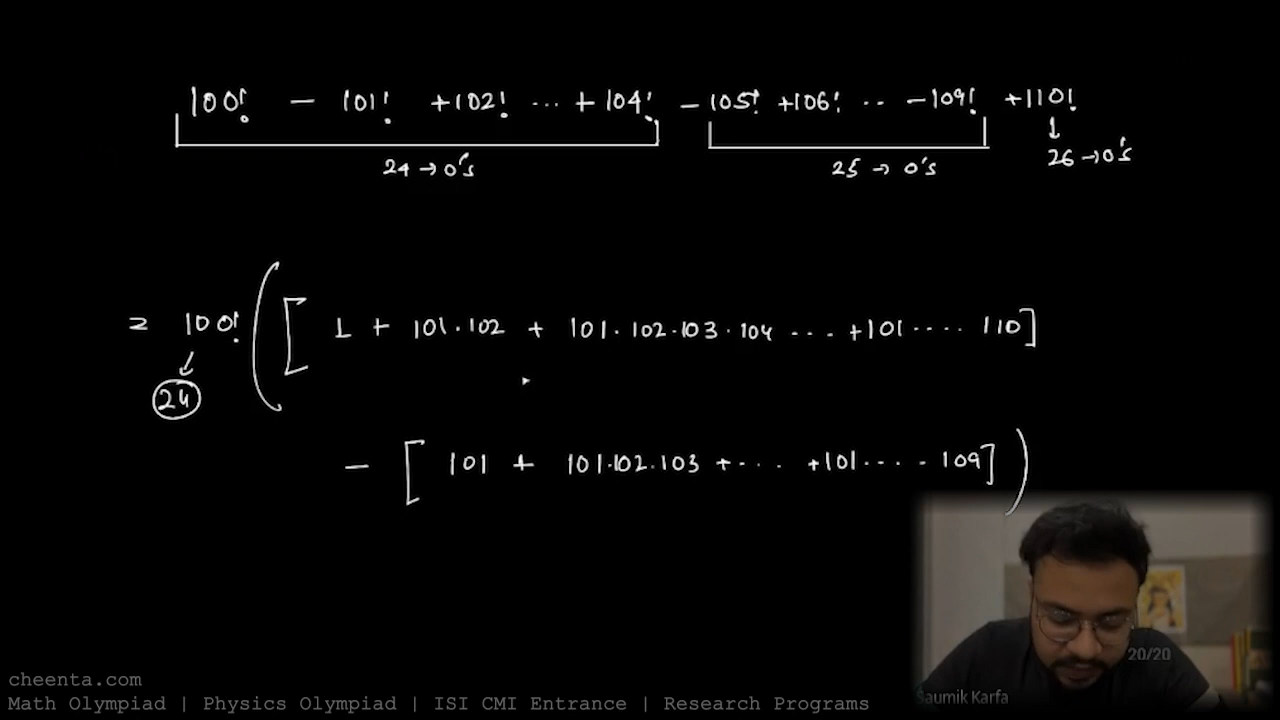 100! - 101! +102! ... + 104! - 105! +106! .. -109! +110!
24 → 0's 25 → 0's ↓ 26 → 0's
= 100! ( [ 1 + 101.102 + 101.102.103.104 ... +101.... 110]
↓
24
- [ 101 + 101.102.103 +... +101..... 109] )
20/20
Saumik Karfa
cheenta.com
Math Olympiad | Physics Olympiad | ISI CMI Entrance | Research Programs